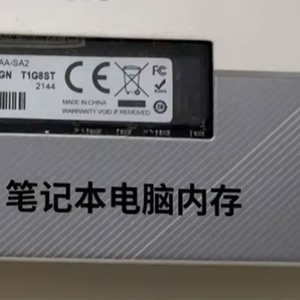 AA-SA2
GN T1G8ST
2144
CE FC
MADE IN CHINA
WARRANTY VOID IF REMOVED
笔记本电脑内存